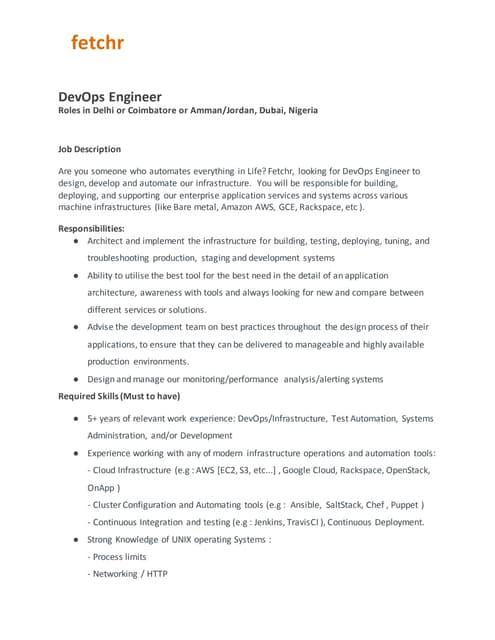 fetchr
DevOps Engineer
Roles in Delhi or Coimbatore or Amman/Jordan, Dubai, Nigeria
Job Description
Are you someone who automates everything in Life? Fetchr, looking for DevOps Engineer to
design, develop and automate our infrastructure. You will be responsible for building,
deploying, and supporting our enterprise application services and systems across various
machine infrastructures (like Bare metal, Amazon AWS, GCE, Rackspace, etc ).
Responsibilities:
● Architect and implement the infrastructure for building, testing, deploying, tuning, and
troubleshooting production, staging and development systems
● Ability to utilise the best tool for the best need in the detail of an application
architecture, awareness with tools and always looking for new and compare between
different services or solutions.
● Advise the development team on best practices throughout the design process of their
applications, to ensure that they can be delivered to manageable and highly available
production environments.
● Design and manage our monitoring/performance analysis/alerting systems
Required Skills (Must to have)
● 5+ years of relevant work experience: DevOps/Infrastructure, Test Automation, Systems
Administration, and/or Development
● Experience working with any of modern infrastructure operations and automation tools:
- Cloud Infrastructure (e.g : AWS [EC2, S3, etc...] , Google Cloud, Rackspace, OpenStack,
OnApp )
- Cluster Configuration and Automating tools (e.g : Ansible, SaltStack, Chef , Puppet )
- Continuous Integration and testing (e.g : Jenkins, TravisCI ), Continuous Deployment.
● Strong Knowledge of UNIX operating Systems :
- Process limits
- Networking / HTTP